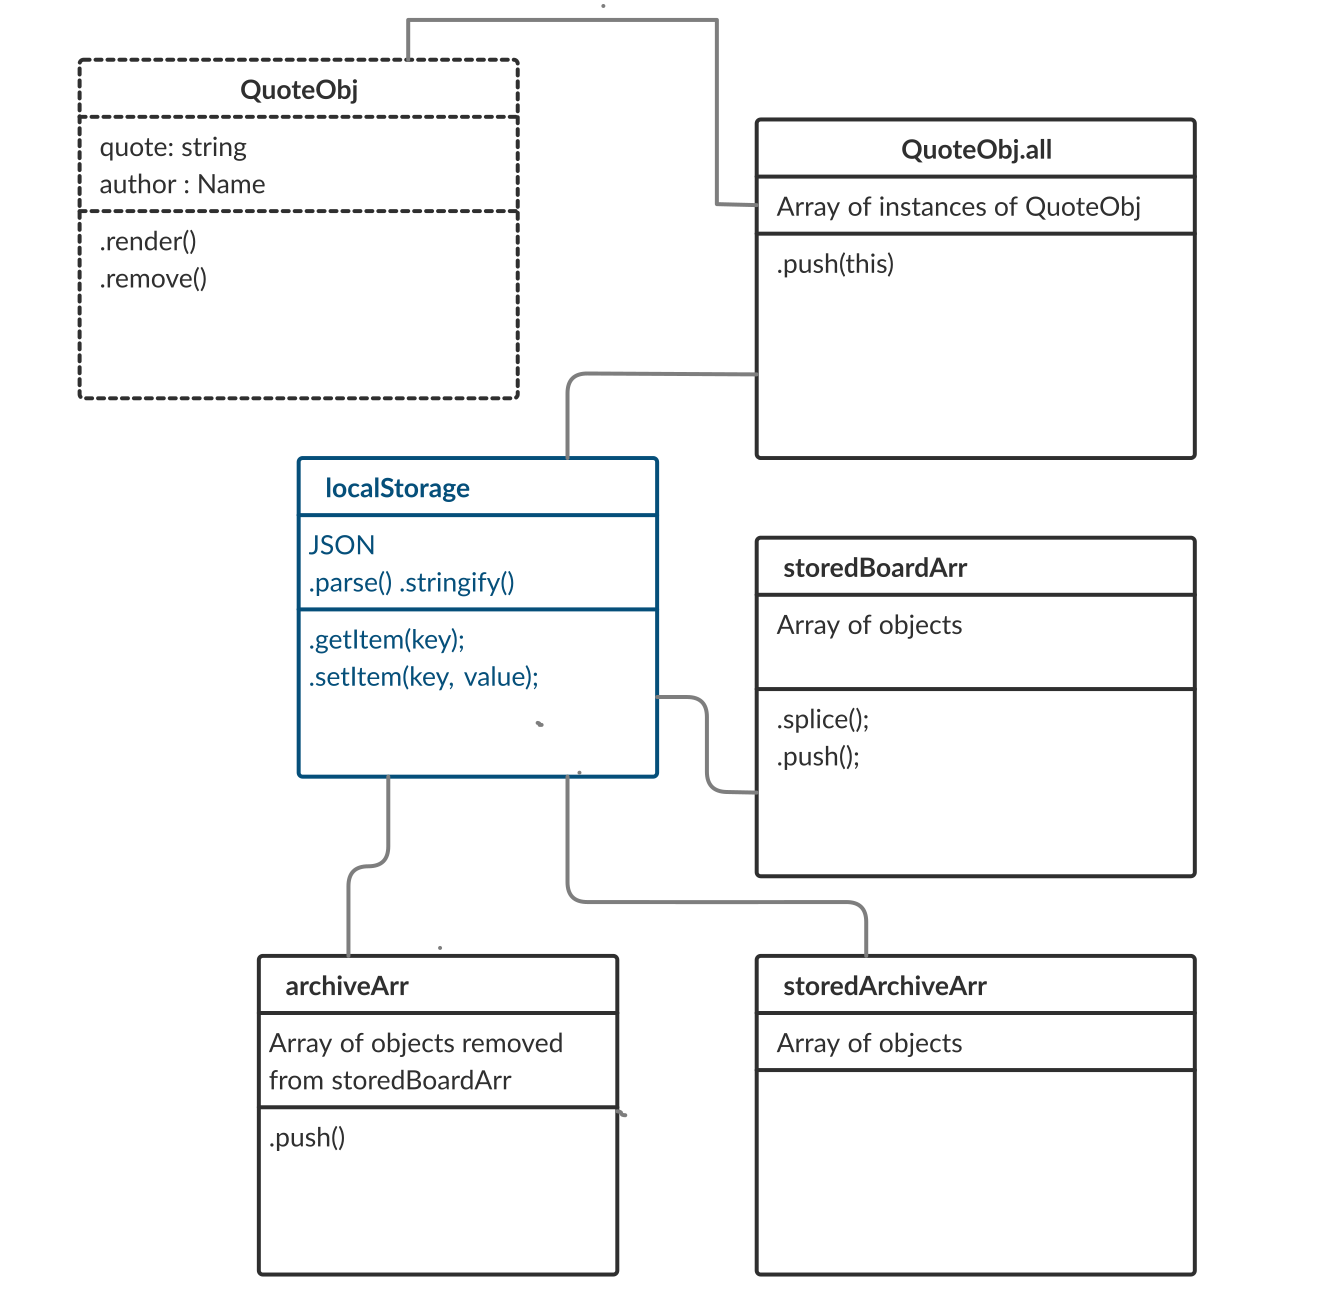 QuoteObj
quote: string
author : Name
.render()
.remove()
QuoteObj.all
Array of instances of QuoteObj
.push(this)
localStorage
JSON
.parse() .stringify()
.getItem(key);
.setItem(key, value);
storedBoardArr
Array of objects
.splice();
.push();
archiveArr
Array of objects removed
from storedBoardArr
.push()
storedArchiveArr
Array of objects